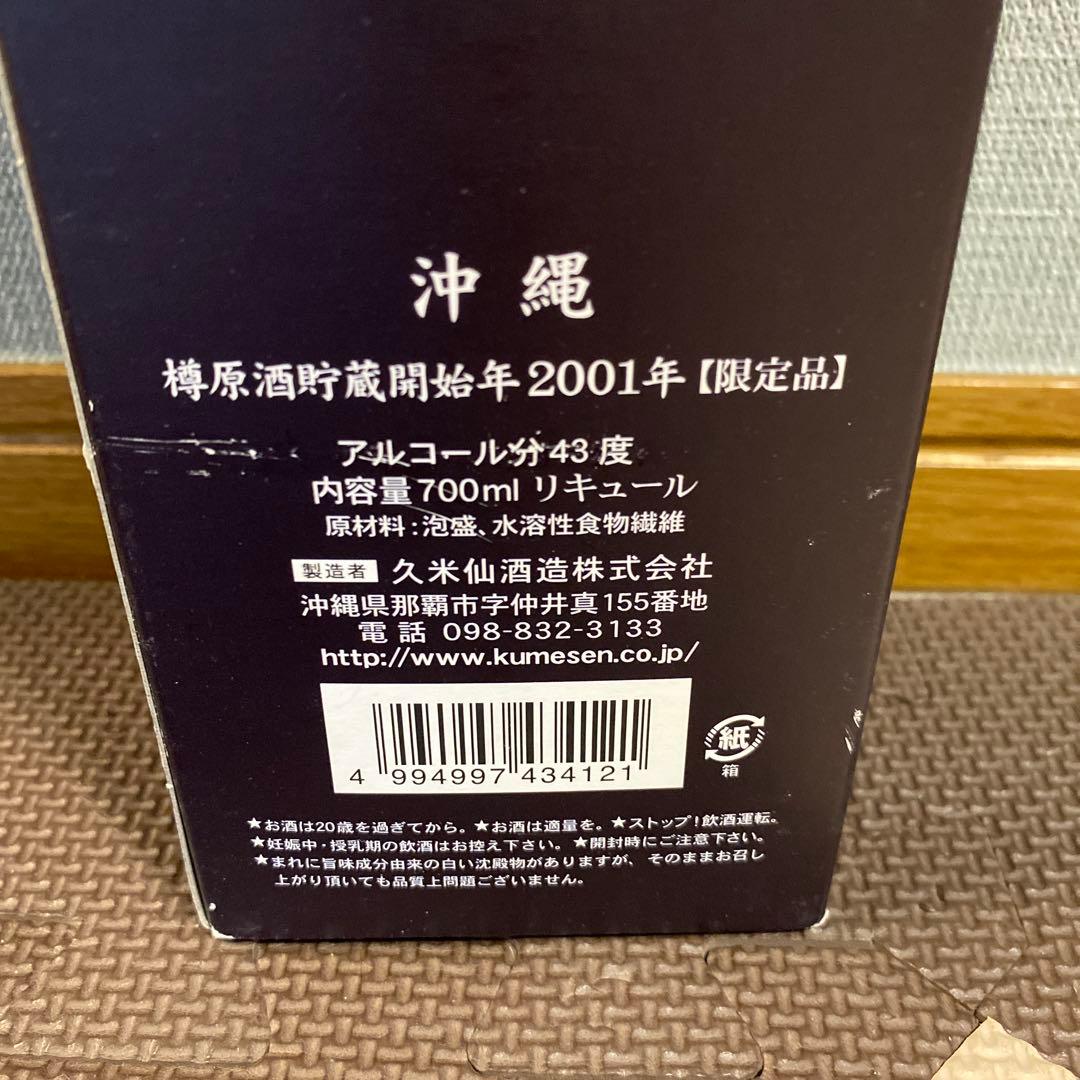 沖縄
樽原酒貯蔵開始年2001年【限定品】
アルコール分43度
内容量700ml リキュール
原材料:泡盛、水溶性食物繊維
製造者 久米仙酒造株式会社
沖縄県那覇市字仲井真155番地
電話 098-832-3133
http://www.kumesen.co.jp/
4 994997 434121
紙
箱
★お酒は20歳を過ぎてから。★お酒は適量を。★ストップ!飲酒運転。
★妊娠中・授乳期の飲酒はお控え下さい。★開封時にご注意下さい。
★まれに旨味成分由来の白い沈殿物がありますが、そのままお召し
上がり頂いても品質上問題ございません。